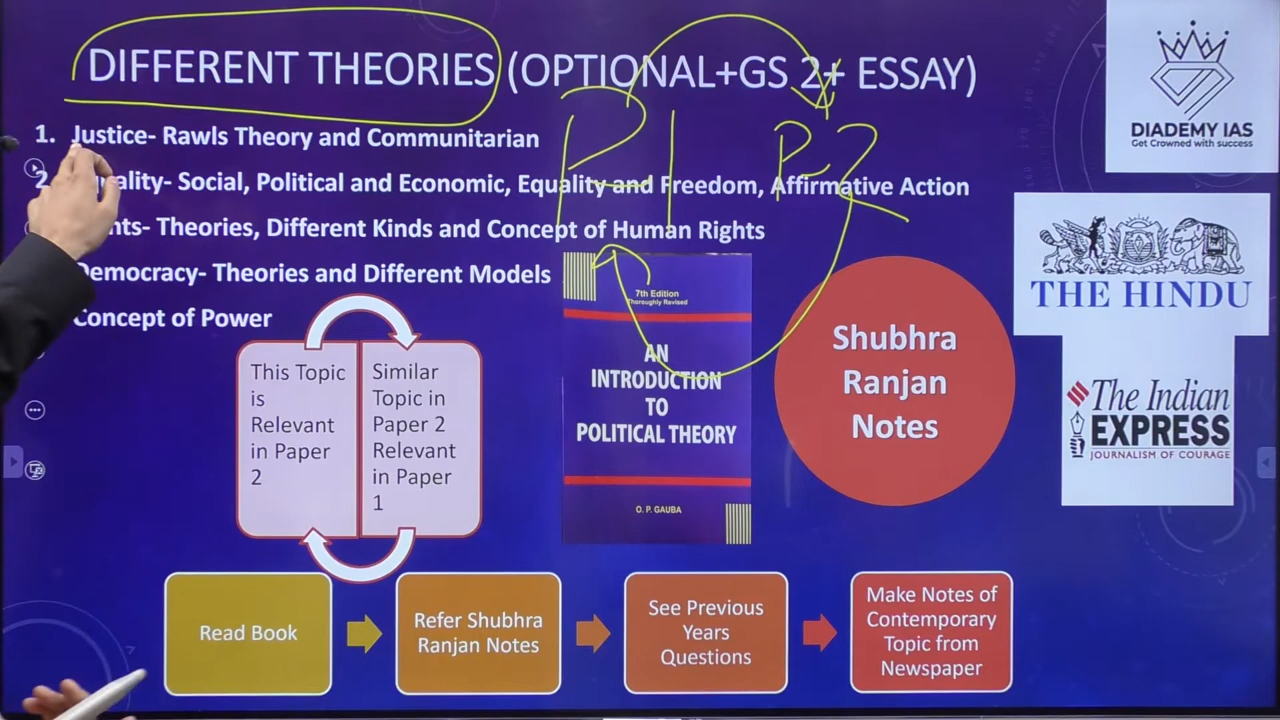 DIFFERENT THEORIES (OPTIONAL+GS 2+ ESSAY)
1. Justice- Rawls Theory and Communitarian
2. Equality- Social, Political and Economic, Equality and Freedom, Affirmative Action
Theories, Different Kinds and Concept of Human Rights
Democracy- Theories and Different Models
Concept of Power
P1
P2
This Topic
is
Relevant
in Paper
2
Similar
Topic in
Paper 2
Relevant
in Paper
1
7th Edition
Thoroughly Revised
AN
INTRODUCTION
TO
POLITICAL THEORY
O. P. GAUBA
Shubhra
Ranjan
Notes
DIADEMY IAS
Get Crowned with success
THE HINDU
The Indian
EXPRESS
JOURNALISM OF COURAGE
Read Book
Refer Shubhra
Ranjan Notes
See Previous
Years
Questions
Make Notes of
Contemporary
Topic from
Newspaper